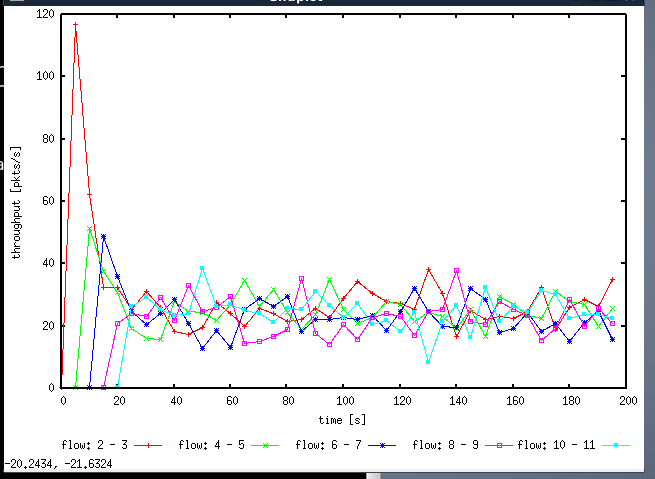 Gnuplot
120
100
80
60
40
20
0
throughput [pkts/s]
0 20 40 60 80 100 120 140 160 180 200
time [s]
flow: 2 - 3 flow: 4 - 5 flow: 6 - 7 flow: 8 - 9 flow: 10 - 11
-20.2434, -21.6324